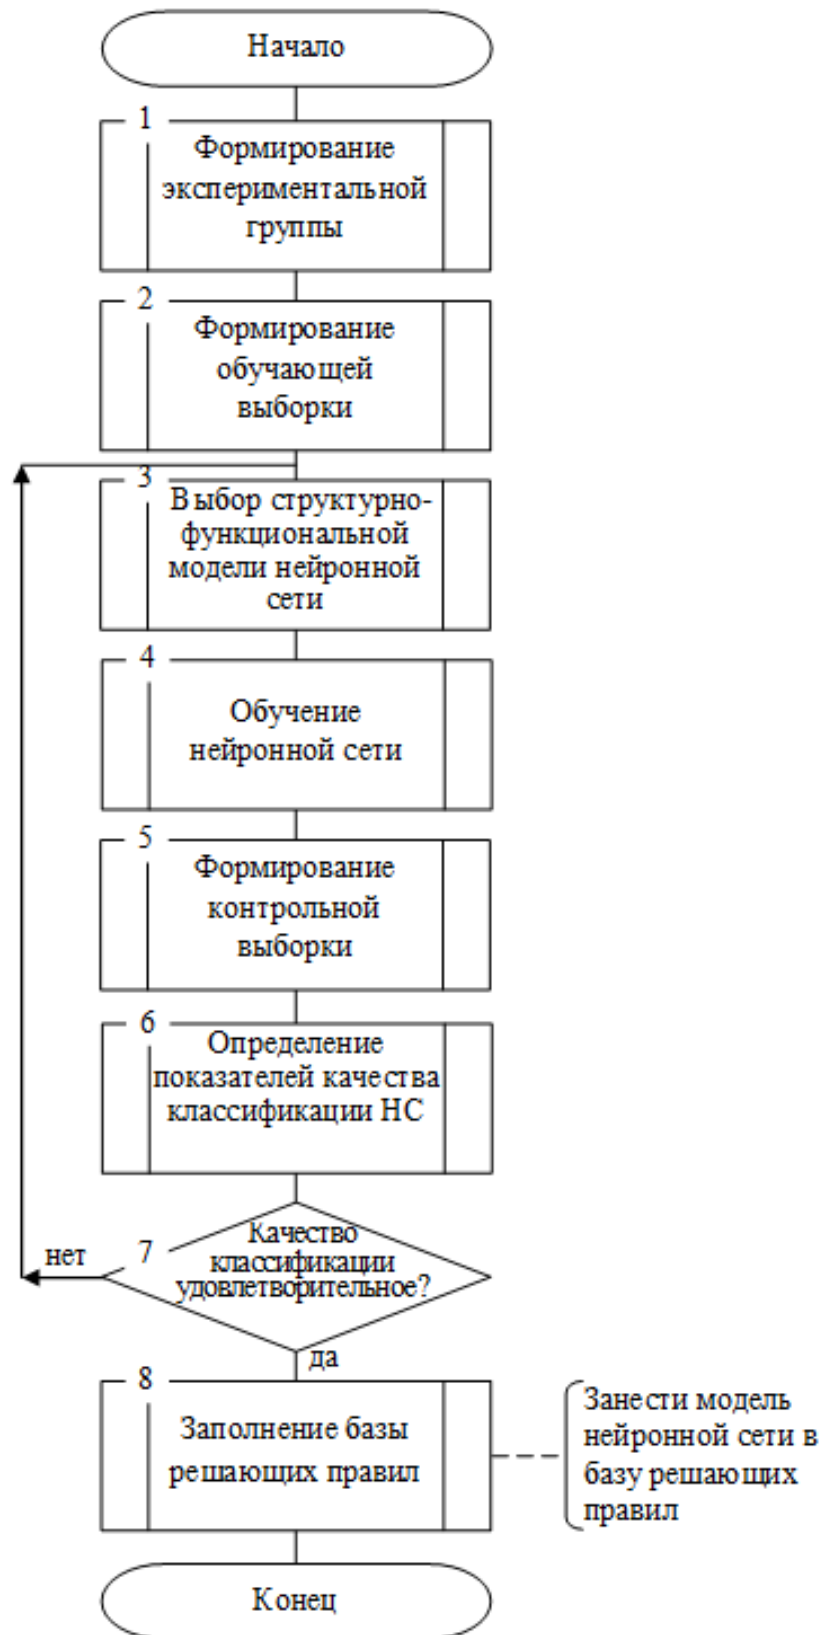 Начало
1
Формирование
экспериментальной
группы
2
Формирование
обучающей
выборки
3
Выбор структурно-
функциональной
модели нейронной
сети
4
Обучение
нейронной сети
5
Формирование
контрольной
выборки
6
Определение
показателей качества
классификации НС
7
Качество
классификации
удовлетворительное?
нет
да
8
Заполнение базы
решающих правил
Занести модель
нейронной сети в
базу решающих
правил
Конец